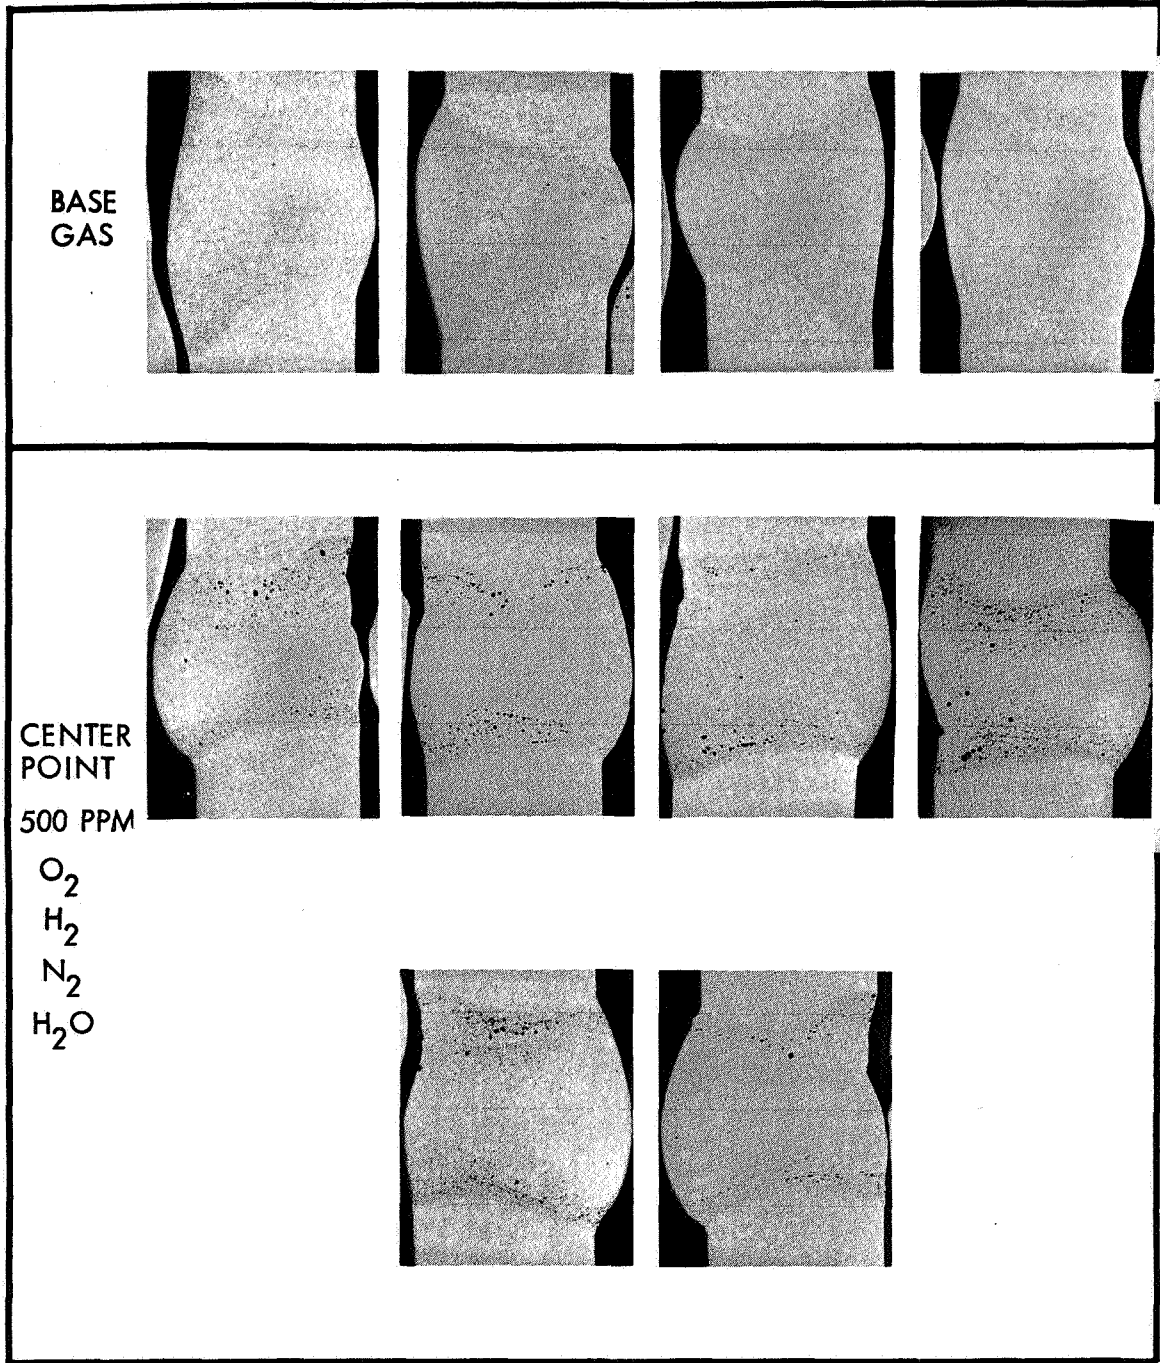 BASE
GAS
CENTER
POINT
500 PPM
O₂
H₂
N₂
H₂O